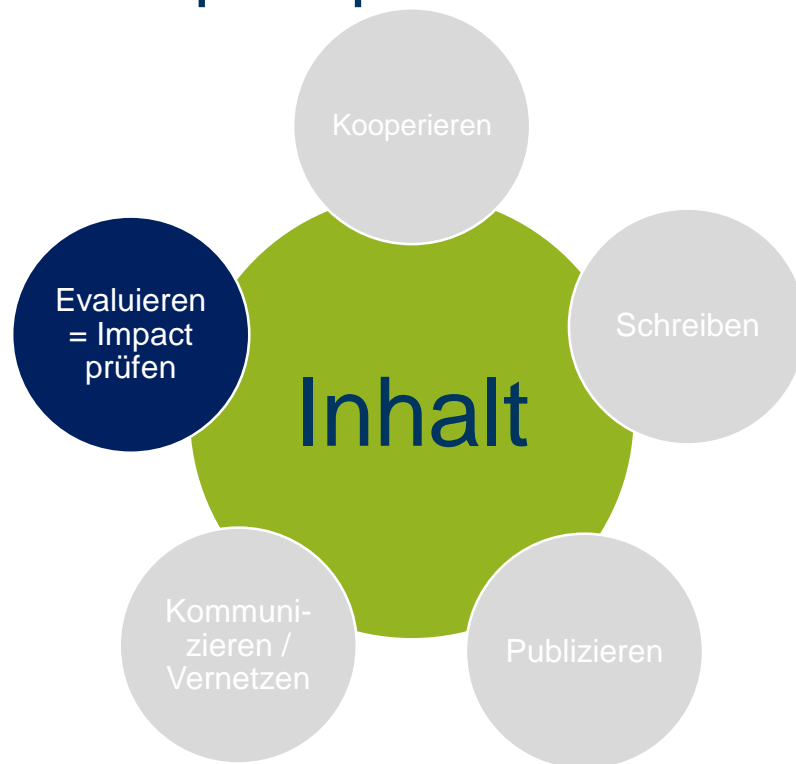 Kooperieren
Evaluieren
= Impact
prüfen
Schreiben
Inhalt
Kommuni-
zieren /
Vernetzen
Publizieren